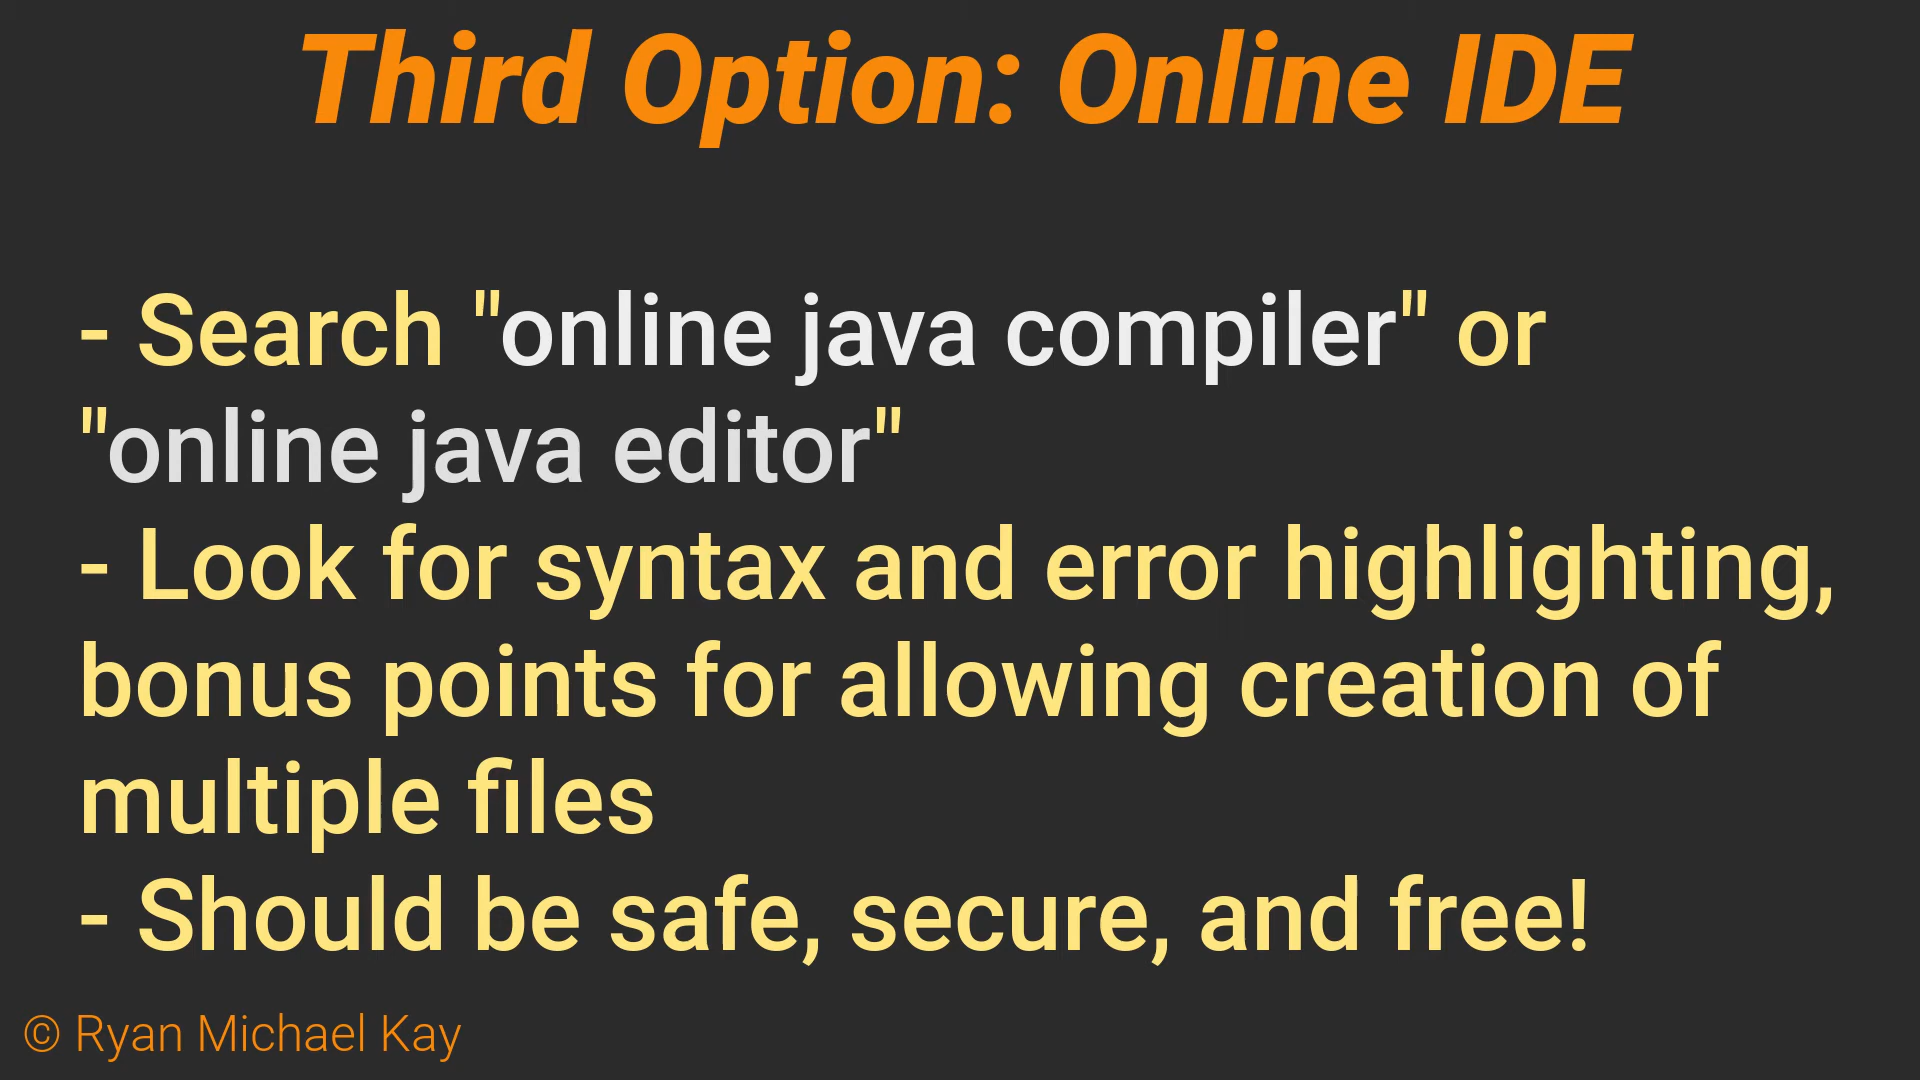 Third Option: Online IDE
- Search "online java compiler" or
"online java editor"
- Look for syntax and error highlighting,
bonus points for allowing creation of
multiple files
- Should be safe, secure, and free!
© Ryan Michael Kay